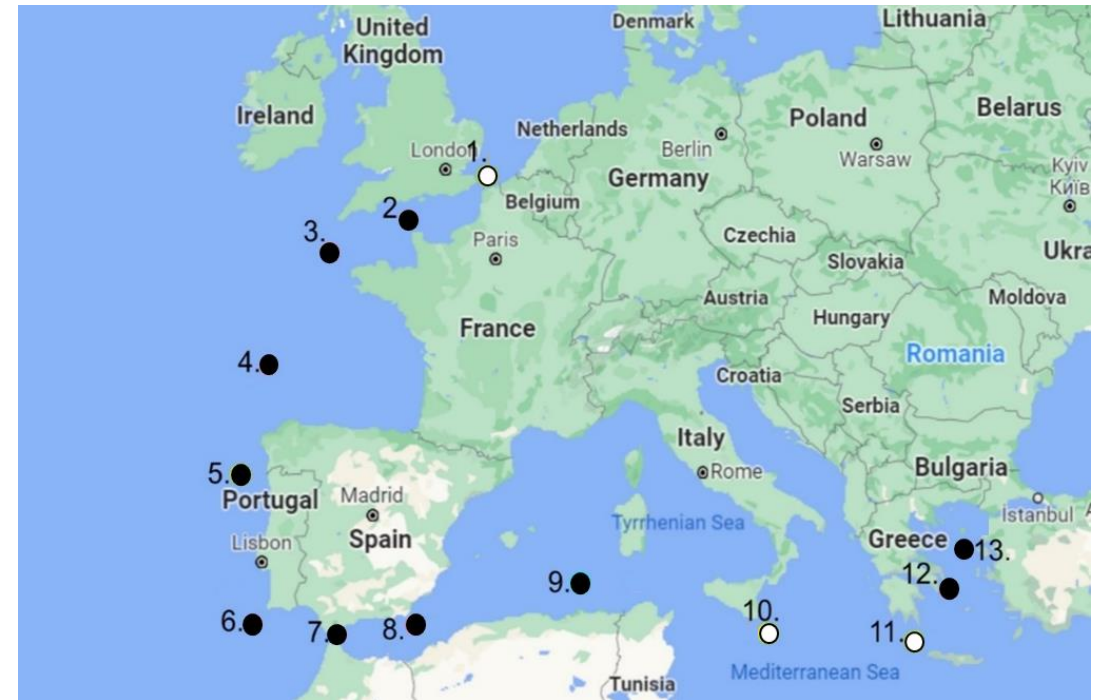 United
Kingdom
Denmark
Lithuania
Ireland
Netherlands
Poland
Belarus
London
1.
Berlin
Warsaw
Germany
Kyiv
Київ
Belgium
2.
3.
Paris
Czechia
Slovakia
Ukra
Austria
Moldova
France
Hungary
Romania
4.
Croatia
Serbia
Italy
Rome
Bulgaria
5.
Portugal
Madrid
Tyrrhenian Sea
İstanbul
Lisbon
Spain
Greece
13.
12.
9.
10.
6.
7.
8.
11.
Mediterranean Sea
Tunisia